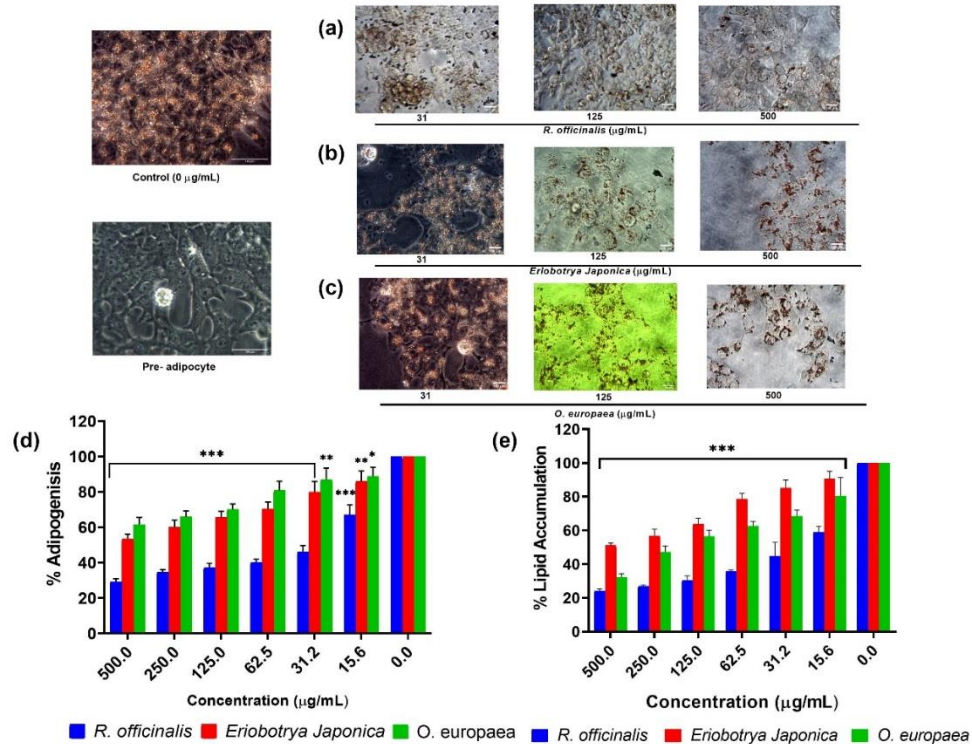 (a)
Control (0 µg/mL)
31
125
500
R. officinalis (µg/mL)
(b)
31
125
500
Eriobotrya Japonica (µg/mL)
Pre- adipocyte
(c)
31
125
500
O. europaea (µg/mL)
(d)
% Adipogenisis
120
100
80
60
40
20
0
***
**
***
**
*
500.0
250.0
125.0
62.5
31.2
15.6
0.0
Concentration (µg/mL)
R. officinalis
Eriobotrya Japonica
O. europaea
(e)
% Lipid Accumulation
120
100
80
60
40
20
0
***
500.0
250.0
125.0
62.5
31.2
15.6
0.0
Concentration (µg/mL)
R. officinalis
Eriobotrya Japonica
O. europaea